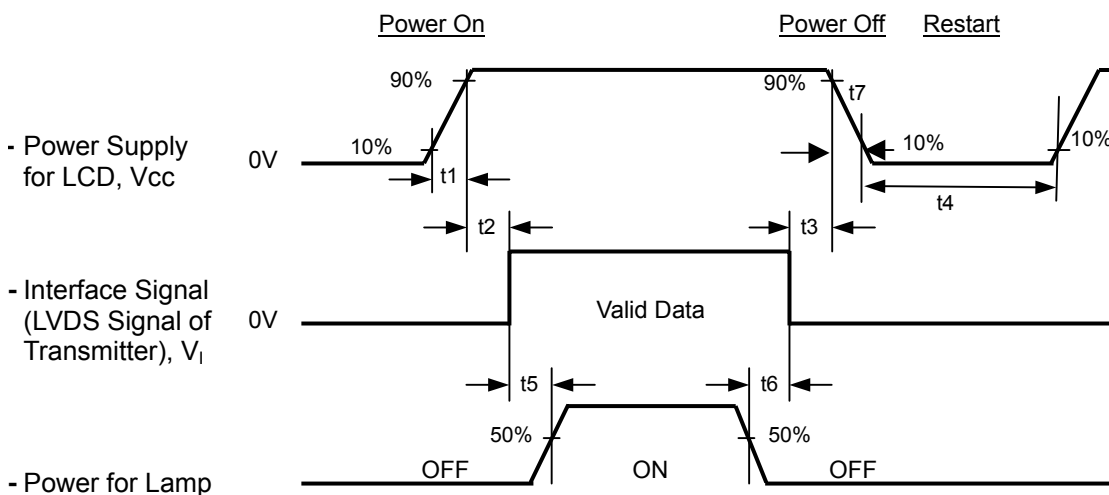 Power On Power Off Restart
90% 90% t7
- Power Supply
for LCD, Vcc
0V 10% 10% 10%
t1 t4
t2 t3
- Interface Signal
(LVDS Signal of
Transmitter), VI
0V Valid Data
t5 t6
50% 50%
- Power for Lamp
OFF ON OFF